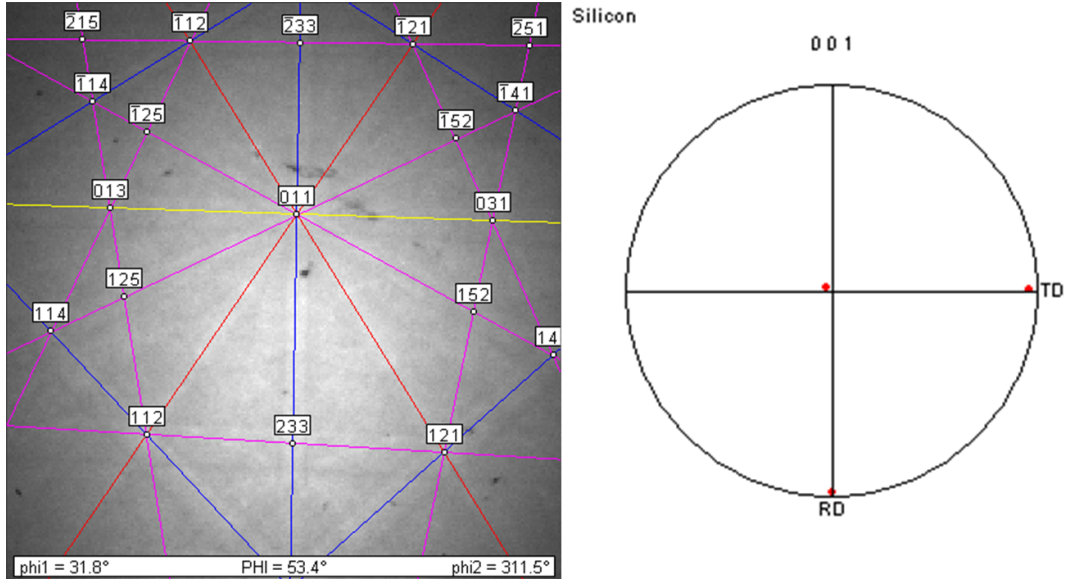 Silicon
2̅15 1̅12 2̅33 1̅21 2̅51
0 0 1
1̅14 1̅25 1̅41
1̅52
013 011 031
125 152
TD
114 14
112 233 121
RD
phi1 = 31.8° PHI = 53.4° phi2 = 311.5°